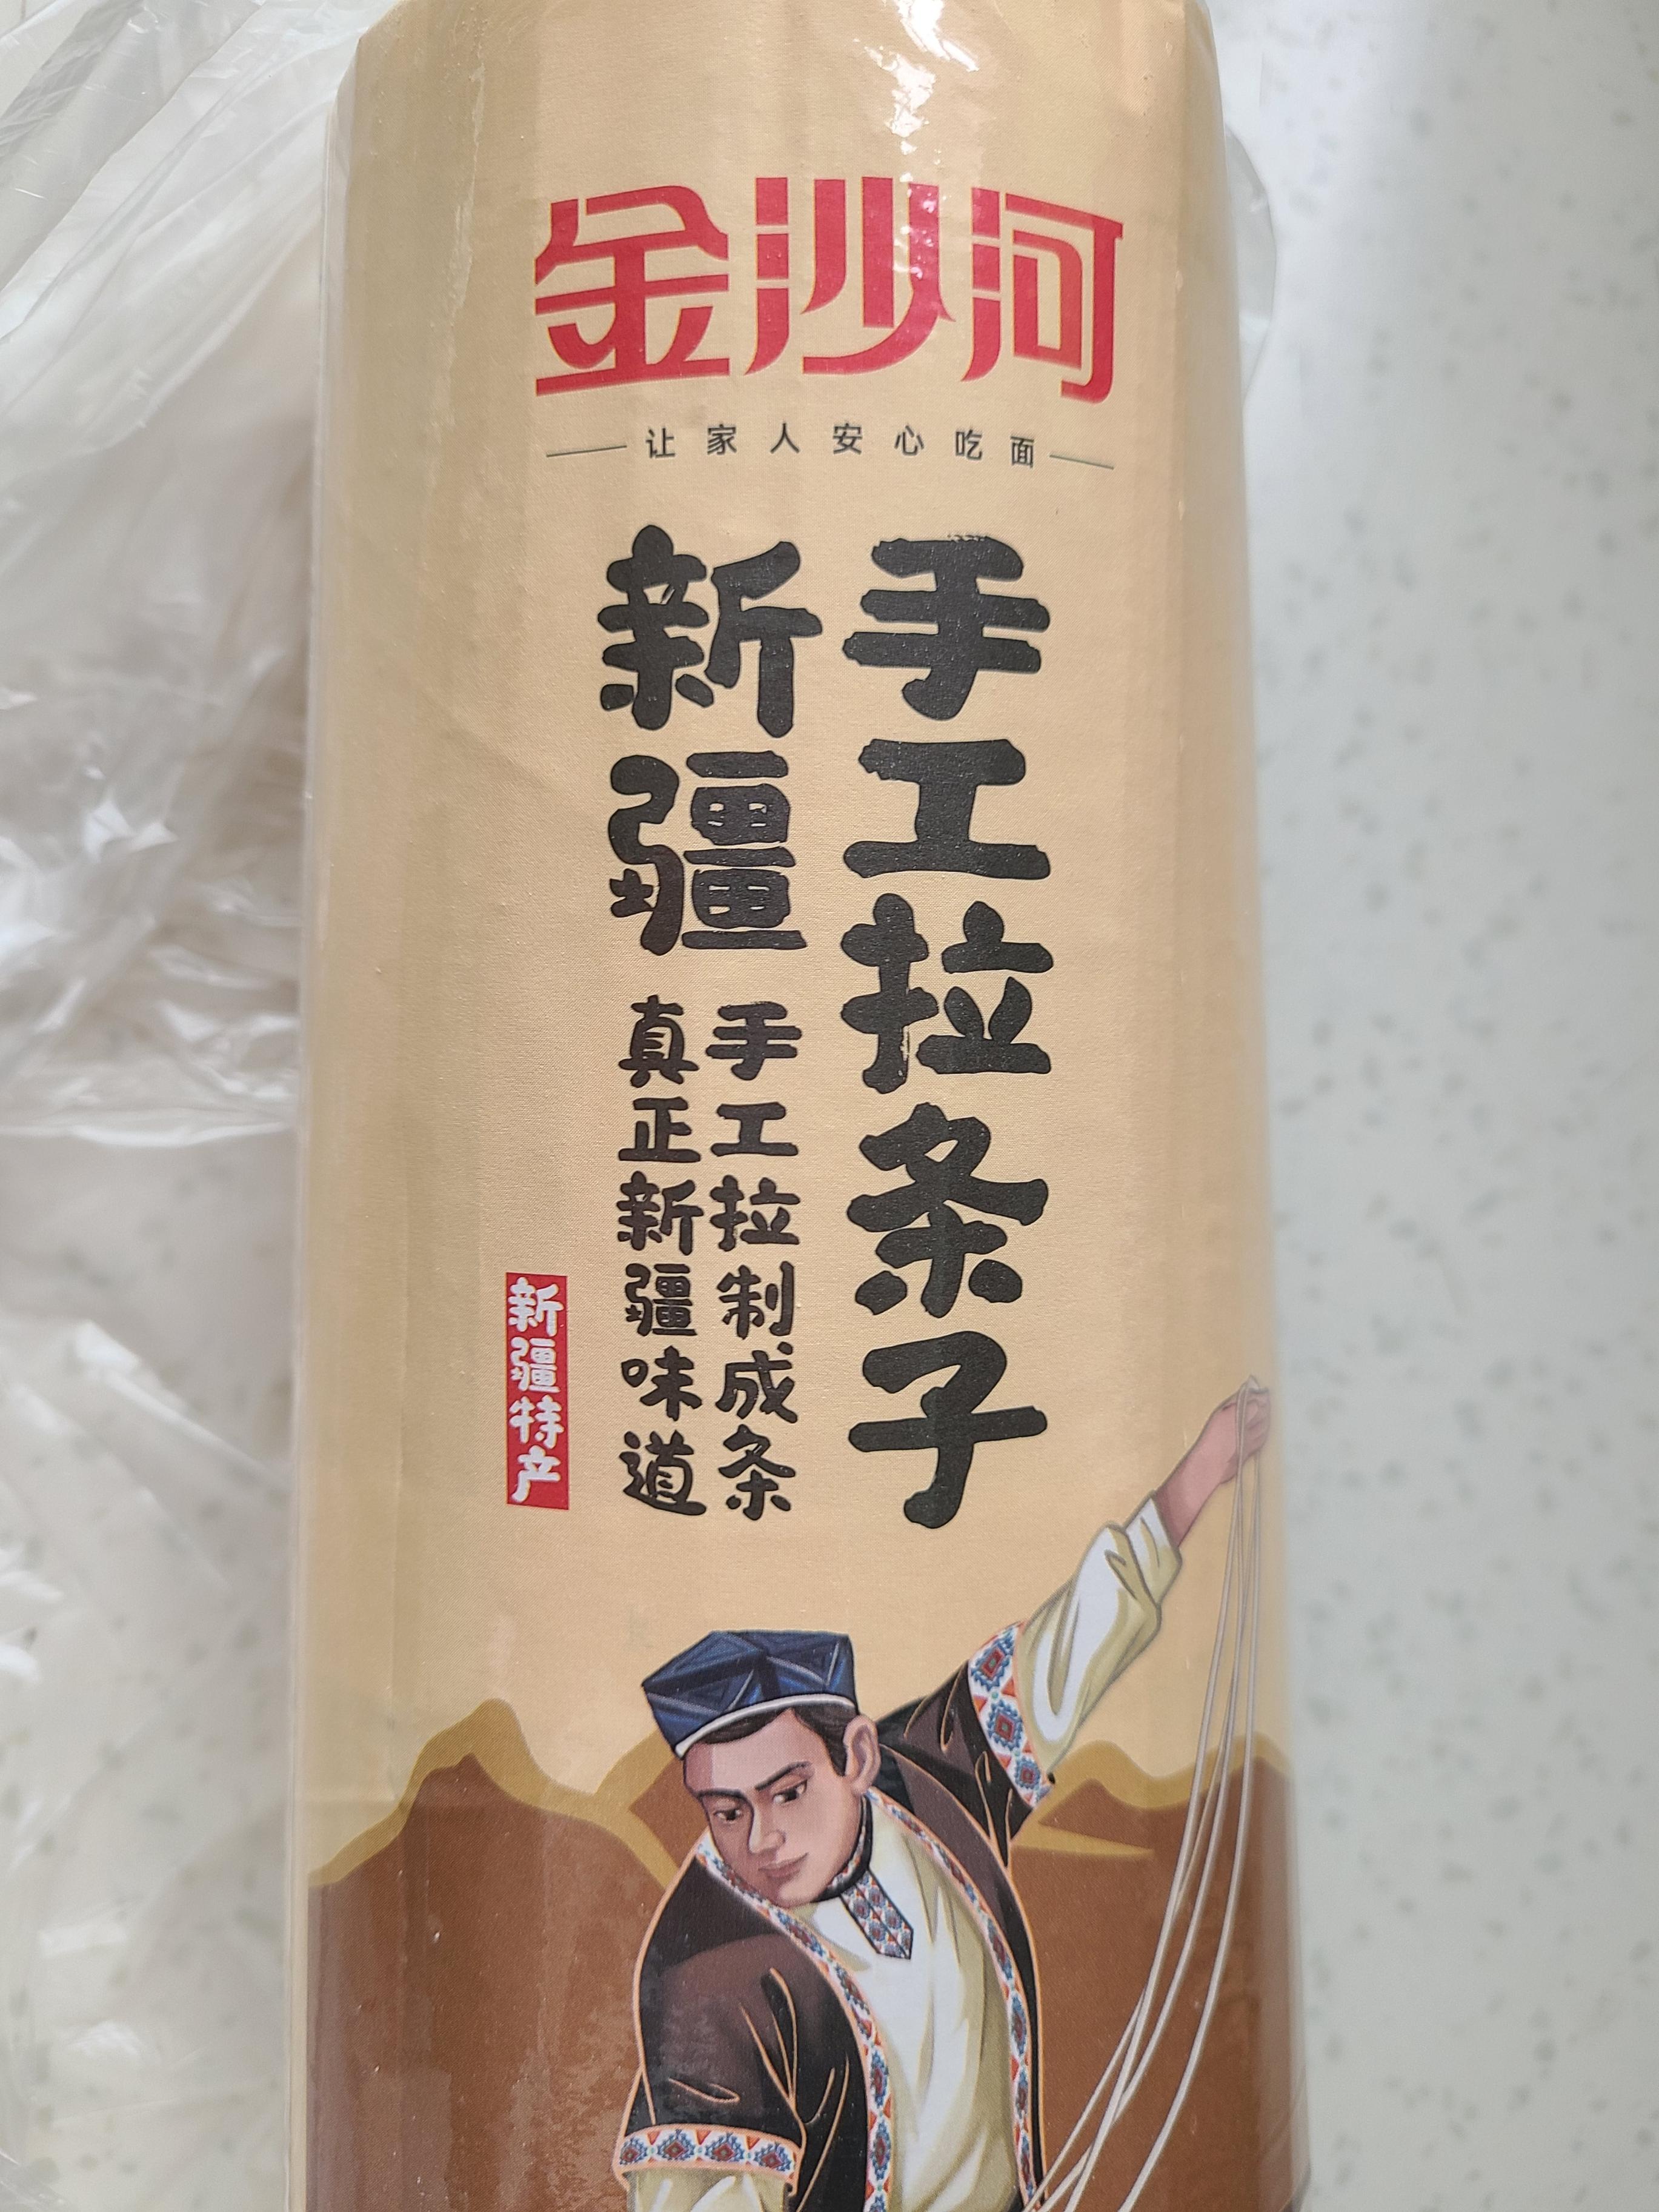 金沙河
让家人安心吃面
手工拉条子
新疆
手工拉制成条
真正新疆味道
新疆特产